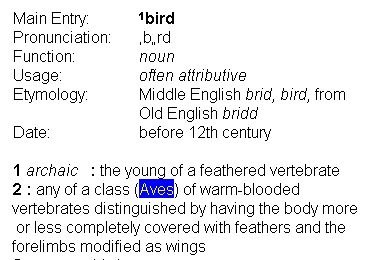 Main Entry: ¹bird
Pronunciation: ˌb„rd
Function: noun
Usage: often attributive
Etymology: Middle English brid, bird, from
Old English bridd
Date: before 12th century
1 archaic : the young of a feathered vertebrate
2 : any of a class (Aves) of warm-blooded
vertebrates distinguished by having the body more
or less completely covered with feathers and the
forelimbs modified as wings